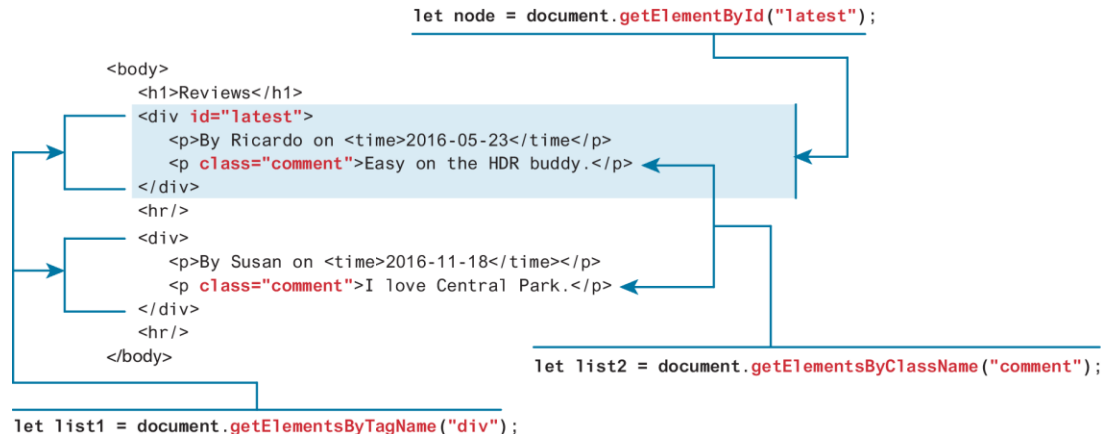 let node = document.getElementById("latest");
<body>
<h1>Reviews</h1>
<div id="latest">
<p>By Ricardo on <time>2016-05-23</time></p>
<p class="comment">Easy on the HDR buddy.</p>
</div>
<hr/>
<div>
<p>By Susan on <time>2016-11-18</time></p>
<p class="comment">I love Central Park.</p>
</div>
<hr/>
</body>
let list2 = document.getElementsByClassName("comment");
let list1 = document.getElementsByTagName("div");